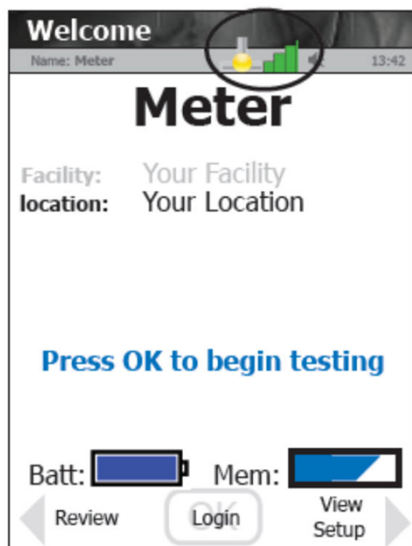 Welcome
Name: Meter 13:42
Meter
Facility: Your Facility
location: Your Location
Press OK to begin testing
Batt: Mem:
Review OK Login View Setup